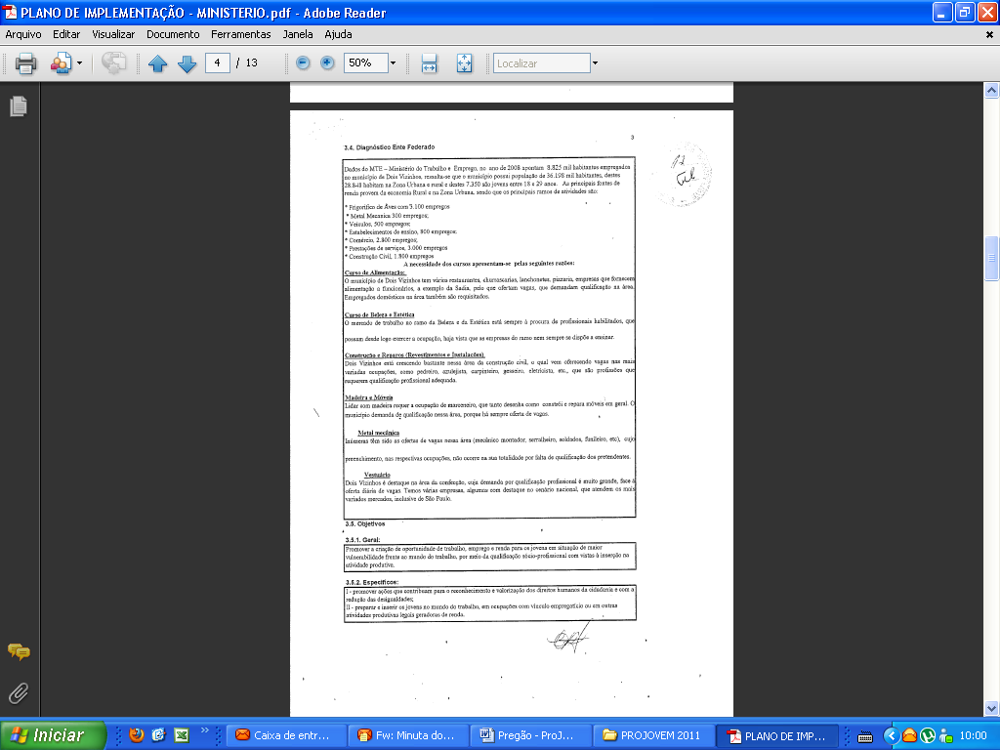 PLANO DE IMPLEMENTAÇÃO - MINISTERIO.pdf - Adobe Reader
Arquivo Editar Visualizar Documento Ferramentas Janela Ajuda
4 / 13 50% Localizar
3
3.4. Diagnóstico Ente Federado
Dados do MTE – Ministério do Trabalho e Emprego, no ano de 2008 apontam 8.825 mil habitantes empregados
no município de Dois Vizinhos, ressalta-se que o município possui população de 36.198 mil habitantes, destes
28.848 habitam na Zona Urbana e rural e destes 7.350 são jovens entre 18 e 29 anos. As principais fontes de
renda provem da economia Rural e na Zona Urbana, sendo que os principais ramos de atividades são:
* Frigorífico de Aves com 3.100 empregos
* Metal Mecanica 300 empregos;
* Veiculos, 500 empregos;
* Estabelecimentos de ensino, 800 empregos;
* Comércio, 2.800 empregos;
* Prestações de serviços, 3.000 empregos
* Construção Civil, 1.800 empregos
A necessidade dos cursos apresentam-se pelas seguintes razões:
Curso de Alimentação:
O município de Dois Vizinhos tem vários restaurantes, churrascarias, lanchonetes, pizzaria, empresas que fornecem
alimentação a funcionários, a exemplo da Sadia, pelo que ofertam vagas, que demandam qualificação na área.
Empregados domésticos na área também são requisitados.
Curso de Beleza e Estética
O mercado de trabalho no ramo da Beleza e da Estética está sempre à procura de profissionais habilitados, que
possam desde logo exercer a ocupação, haja vista que as empresas do ramo nem sempre se dispõe a ensinar.
Construção e Reparos (Revestimentos e Instalações).
Dois Vizinhos está crescendo bastante nessa área da construção civil, o qual vem oferecendo vagas nas mais
variadas ocupações, como pedreiro, azulejista, carpinteiro, gesseiro, eletricista, etc., que são profissões que
requerem qualificação profissional adequada.
Madeira e Móveis
Lidar com madeira requer a ocupação de marceneiro, que tanto desenha como constrói e repara móveis em geral. O
município demanda de qualificação nessa área, porque há sempre oferta de vagas.
Metal mecânica
Inúmeras têm sido as ofertas de vagas nessa área (mecânico montador, serralheiro, soldados, funileiro, etc), cujo
preenchimento, nas respectivas ocupações, não ocorre na sua totalidade por falta de qualificação dos pretendentes.
Vestuário
Dois Vizinhos é destaque na área da confecção, cuja demanda por qualificação profissional é muito grande, face à
oferta diária de vagas. Temos várias empresas, algumas com destaque no cenário nacional, que atendem os mais
variados mercados, inclusive de São Paulo.
3.5. Objetivos
3.5.1. Geral:
Promover a criação de oportunidade de trabalho, emprego e renda para os jovens em situação de maior
vulnerabilidade frente ao mundo do trabalho, por meio da qualificação sócio-profissional com vistas à inserção na
atividade produtiva.
3.5.2. Específicos:
I - promover ações que contribuam para o reconhecimento e valorização dos direitos humanos da cidadania e com a
redução das desigualdades;
II - preparar e inserir os jovens no mundo do trabalho, em ocupações com vínculo empregatício ou em outras
atividades produtivas legais geradoras de renda.
Iniciar Caixa de entr... Fw: Minuta do... Pregão - ProJ... PROJOVEM 2011 PLANO DE IMP... 10:00